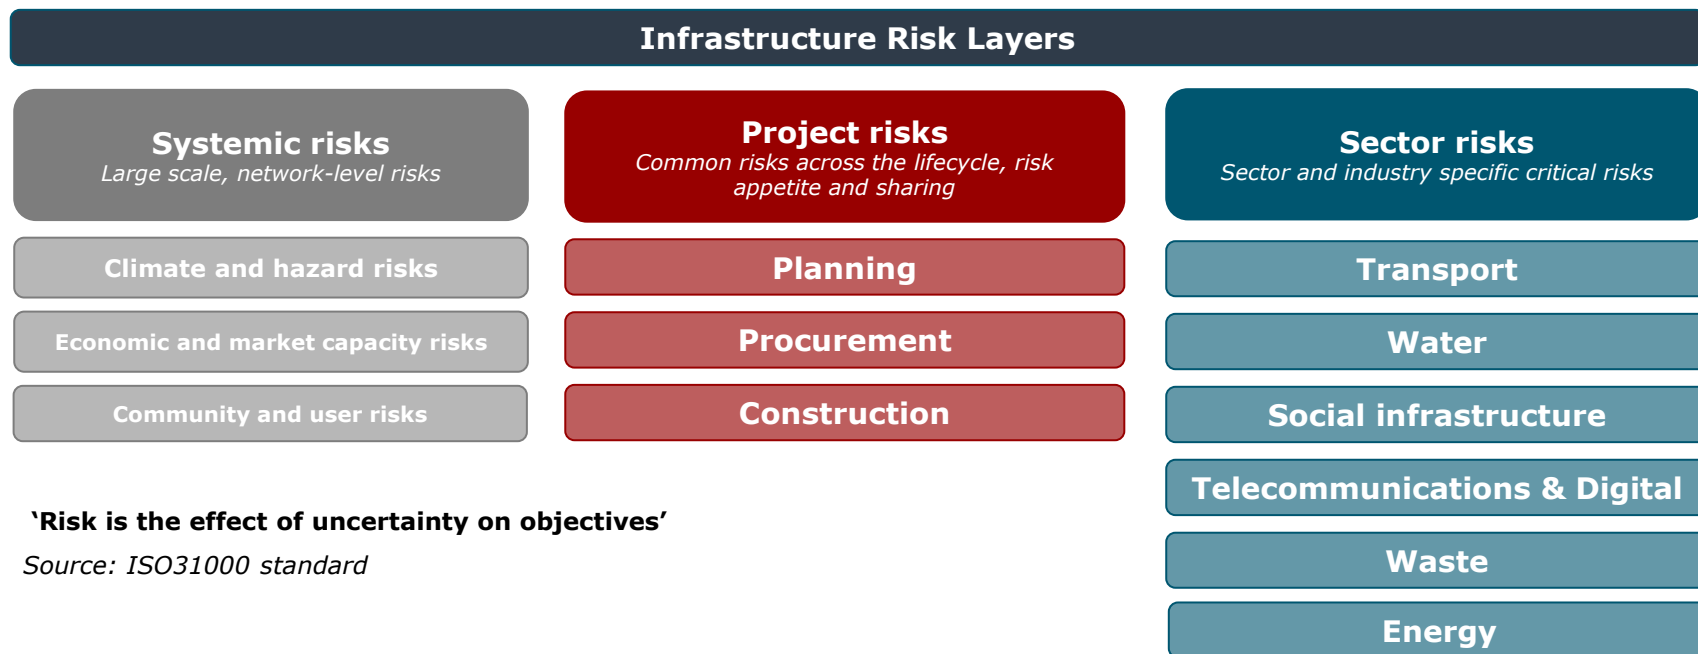 Infrastructure Risk Layers
Systemic risks
Large scale, network-level risks
Climate and hazard risks
Economic and market capacity risks
Community and user risks
Project risks
Common risks across the lifecycle, risk
appetite and sharing
Planning
Procurement
Construction
Sector risks
Sector and industry specific critical risks
Transport
Water
Social infrastructure
Telecommunications & Digital
Waste
Energy
‘Risk is the effect of uncertainty on objectives’
Source: ISO31000 standard